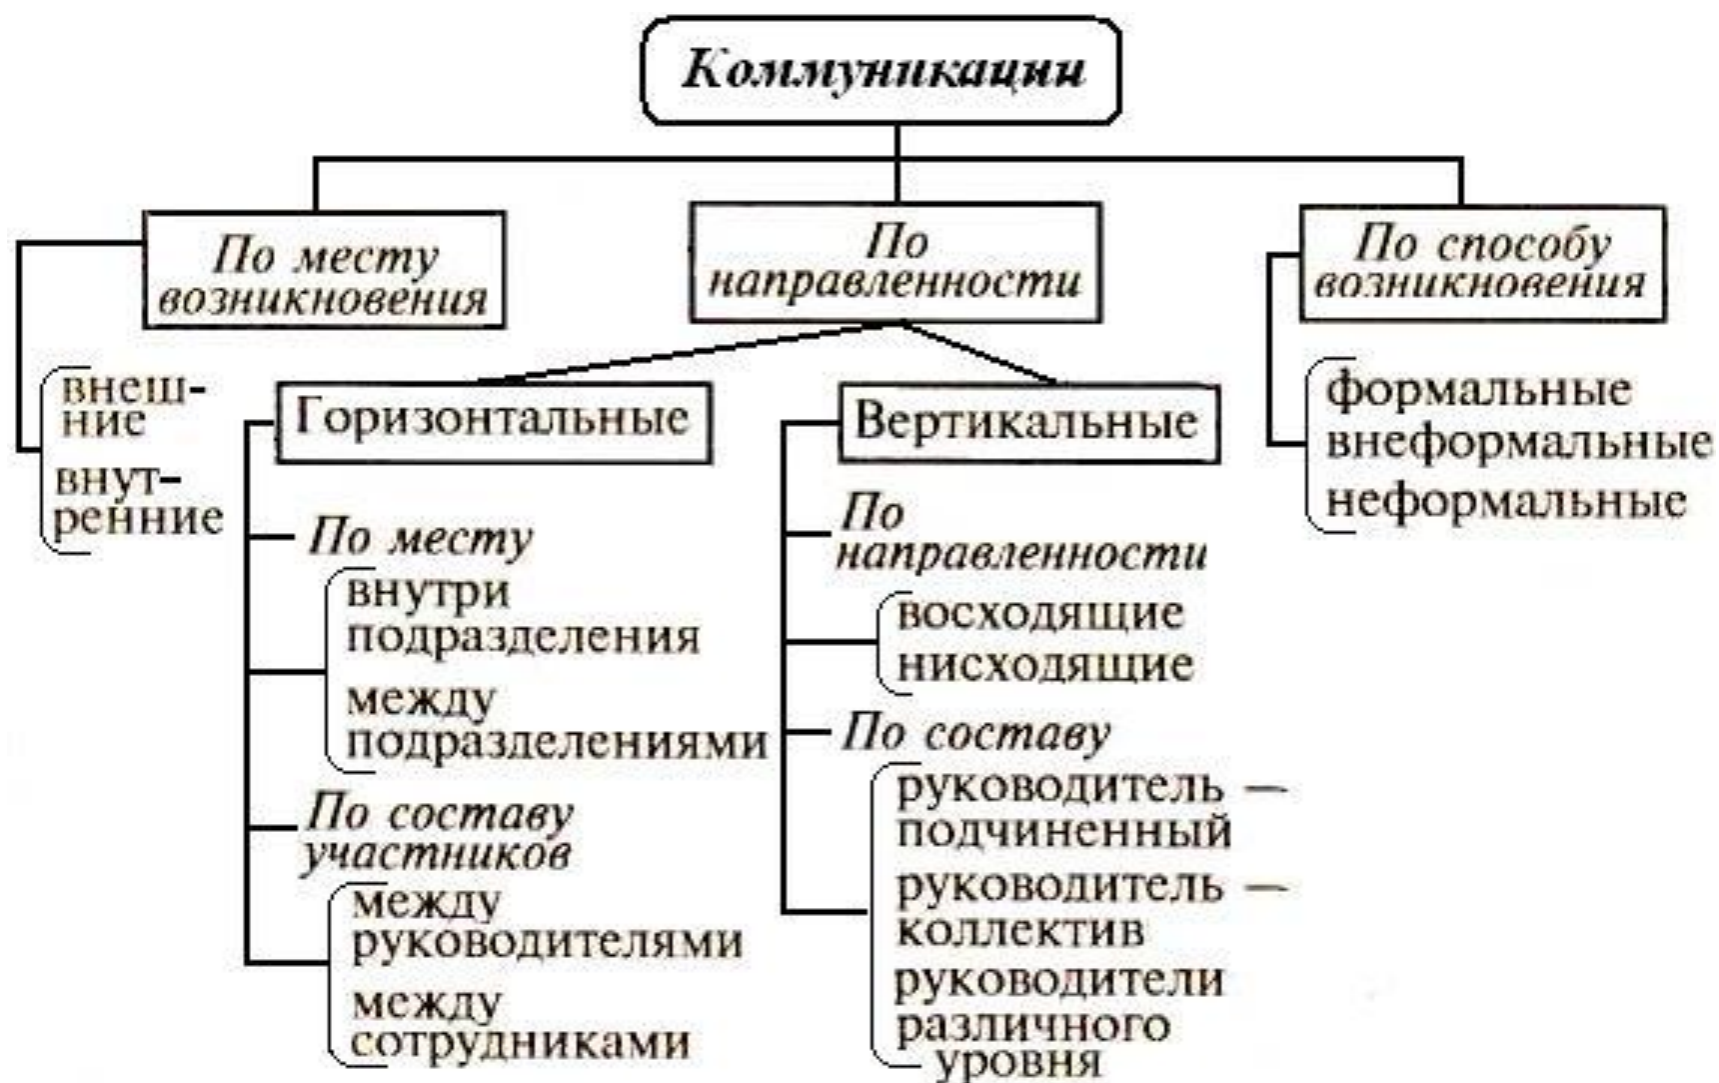 Коммуникации
По месту
возникновения
внеш-
ние
внут-
ренние
По
направленности
Горизонтальные
По месту
внутри
подразделения
между
подразделениями
По составу
участников
между
руководителями
между
сотрудниками
Вертикальные
По
направленности
восходящие
нисходящие
По составу
руководитель —
подчиненный
руководитель —
коллектив
руководители
различного
уровня
По способу
возникновения
формальные
внеформальные
неформальные